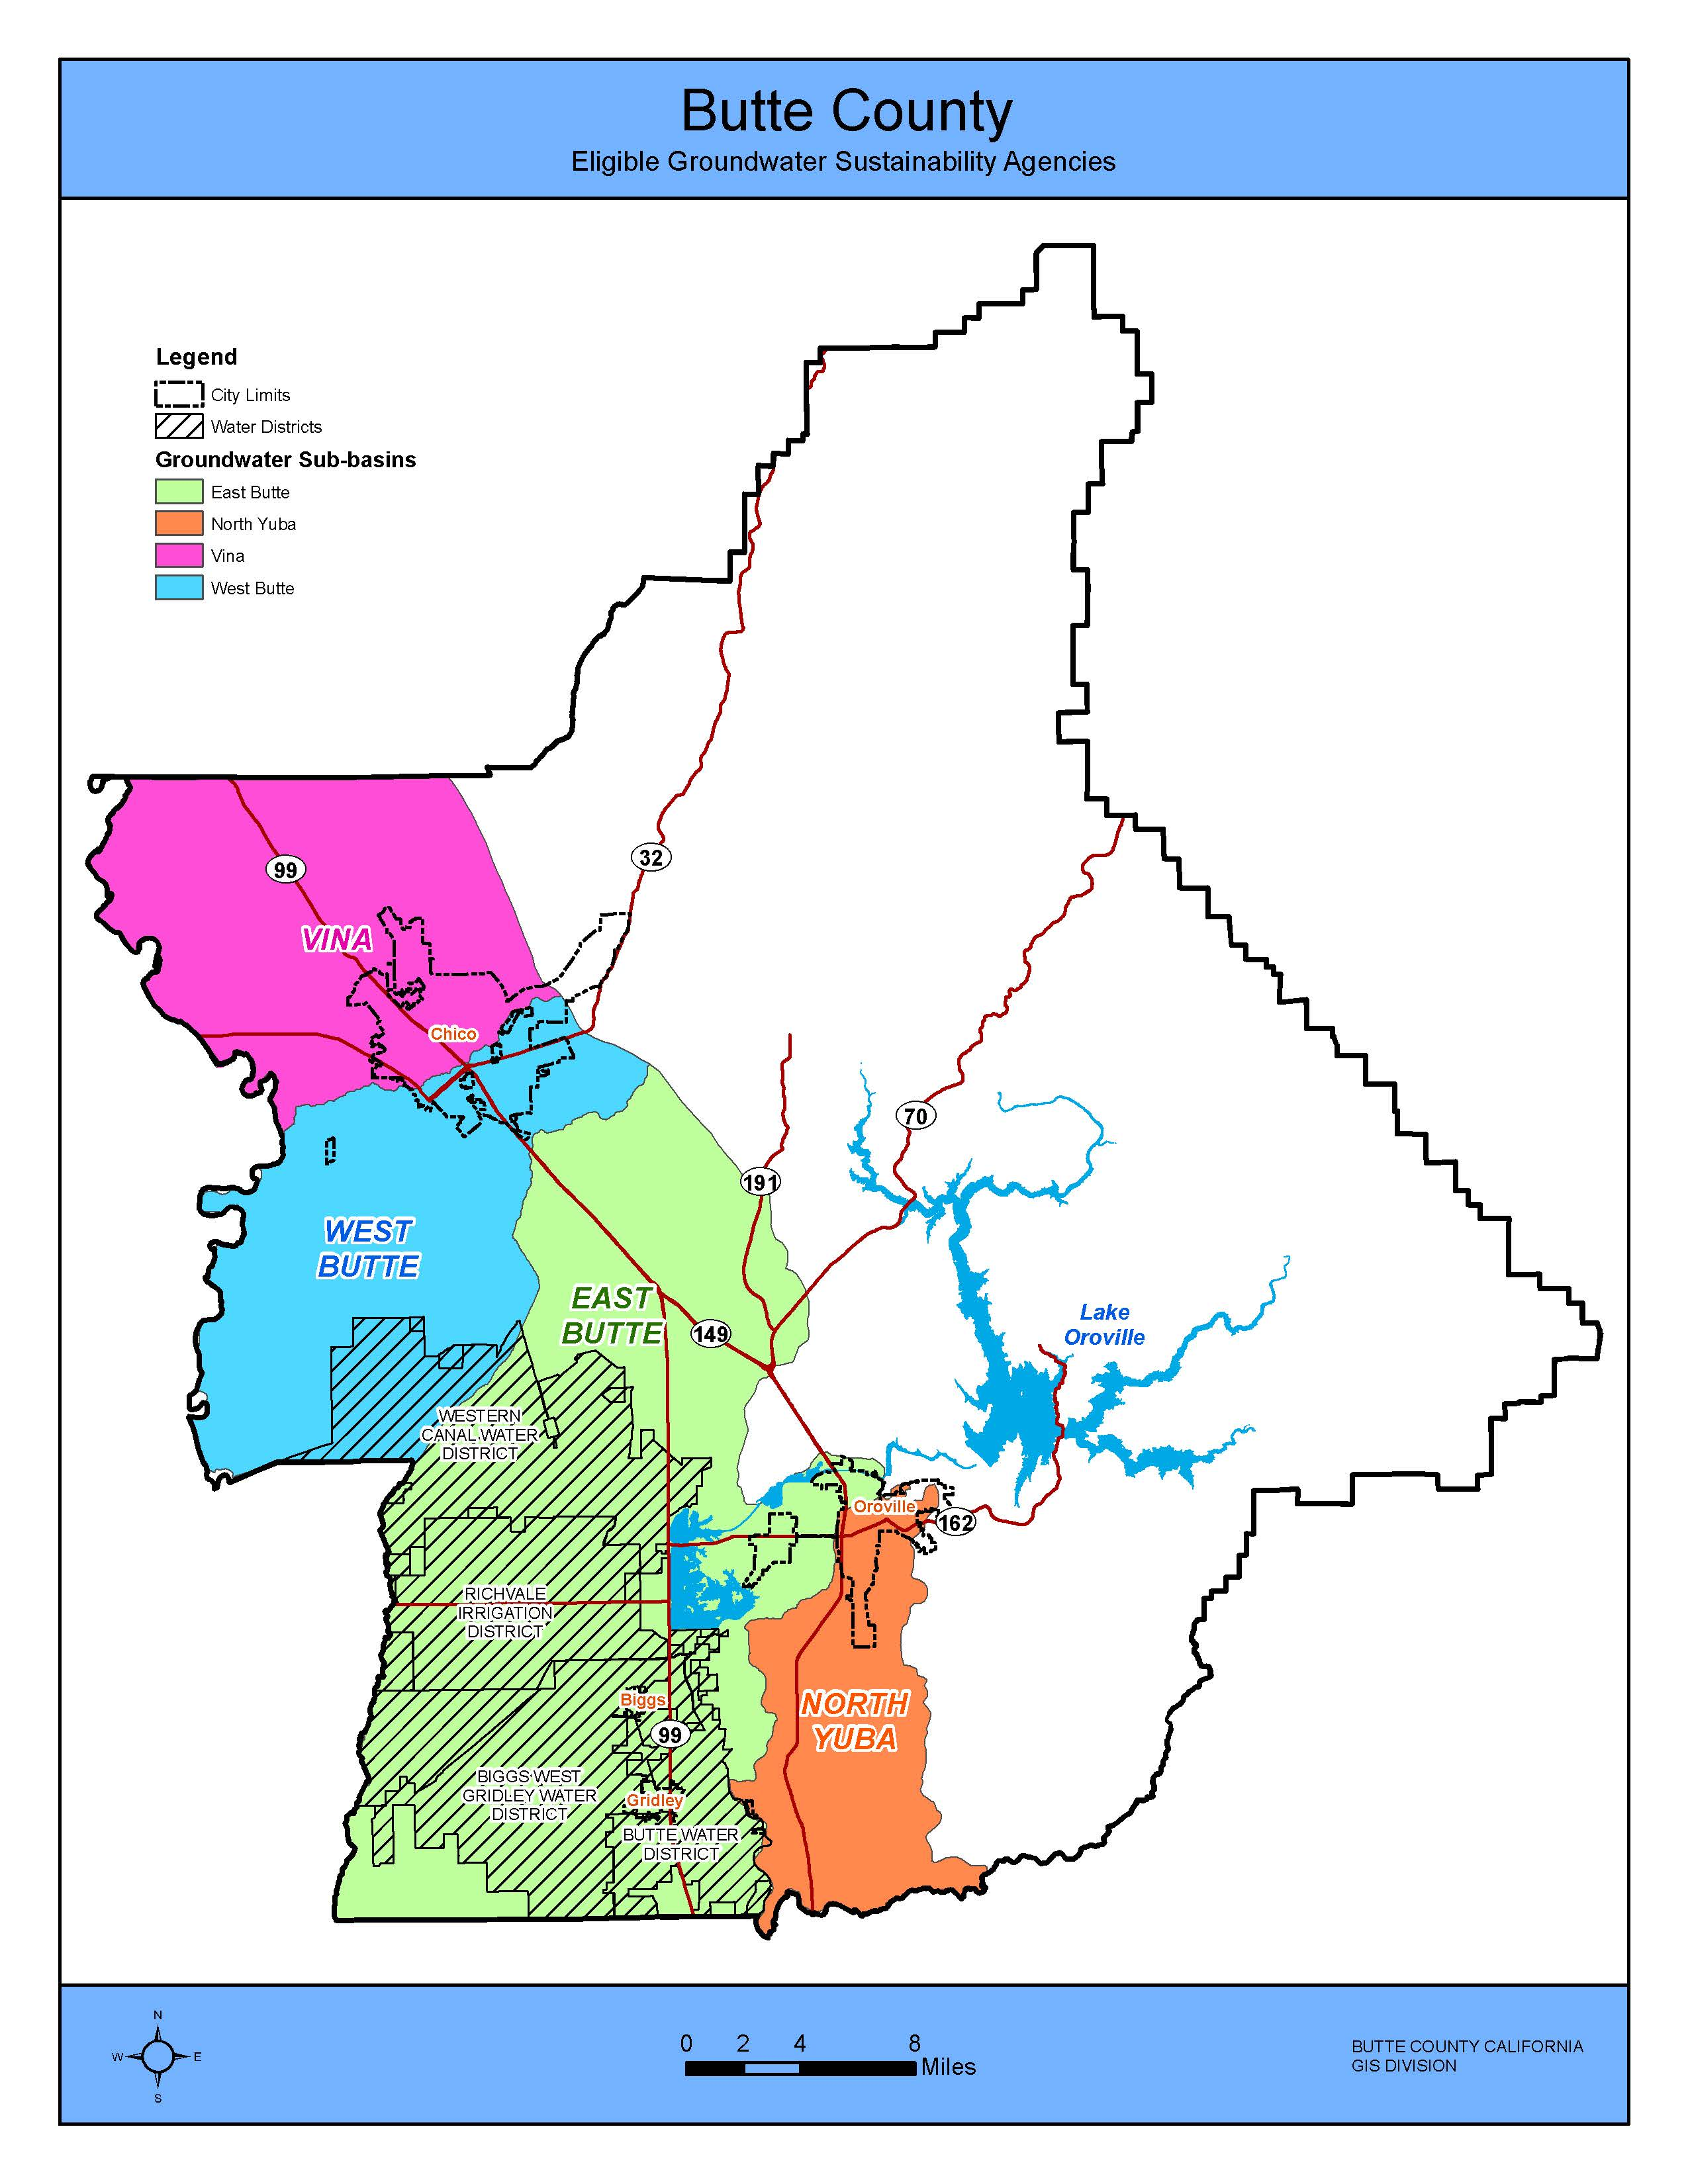 Butte County
Eligible Groundwater Sustainability Agencies
Legend
City Limits
Water Districts
Groundwater Sub-basins
East Butte
North Yuba
Vina
West Butte
32
99
VINA
Chico
70
191
WEST
BUTTE
EAST
BUTTE
149
Lake
Oroville
WESTERN
CANAL WATER
DISTRICT
Oroville
162
RICHVALE
IRRIGATION
DISTRICT
Biggs
99
NORTH
YUBA
BIGGS WEST
GRIDLEY WATER
DISTRICT
Gridley
BUTTE WATER
DISTRICT
N
W E
S
0 2 4 8
Miles
BUTTE COUNTY CALIFORNIA
GIS DIVISION